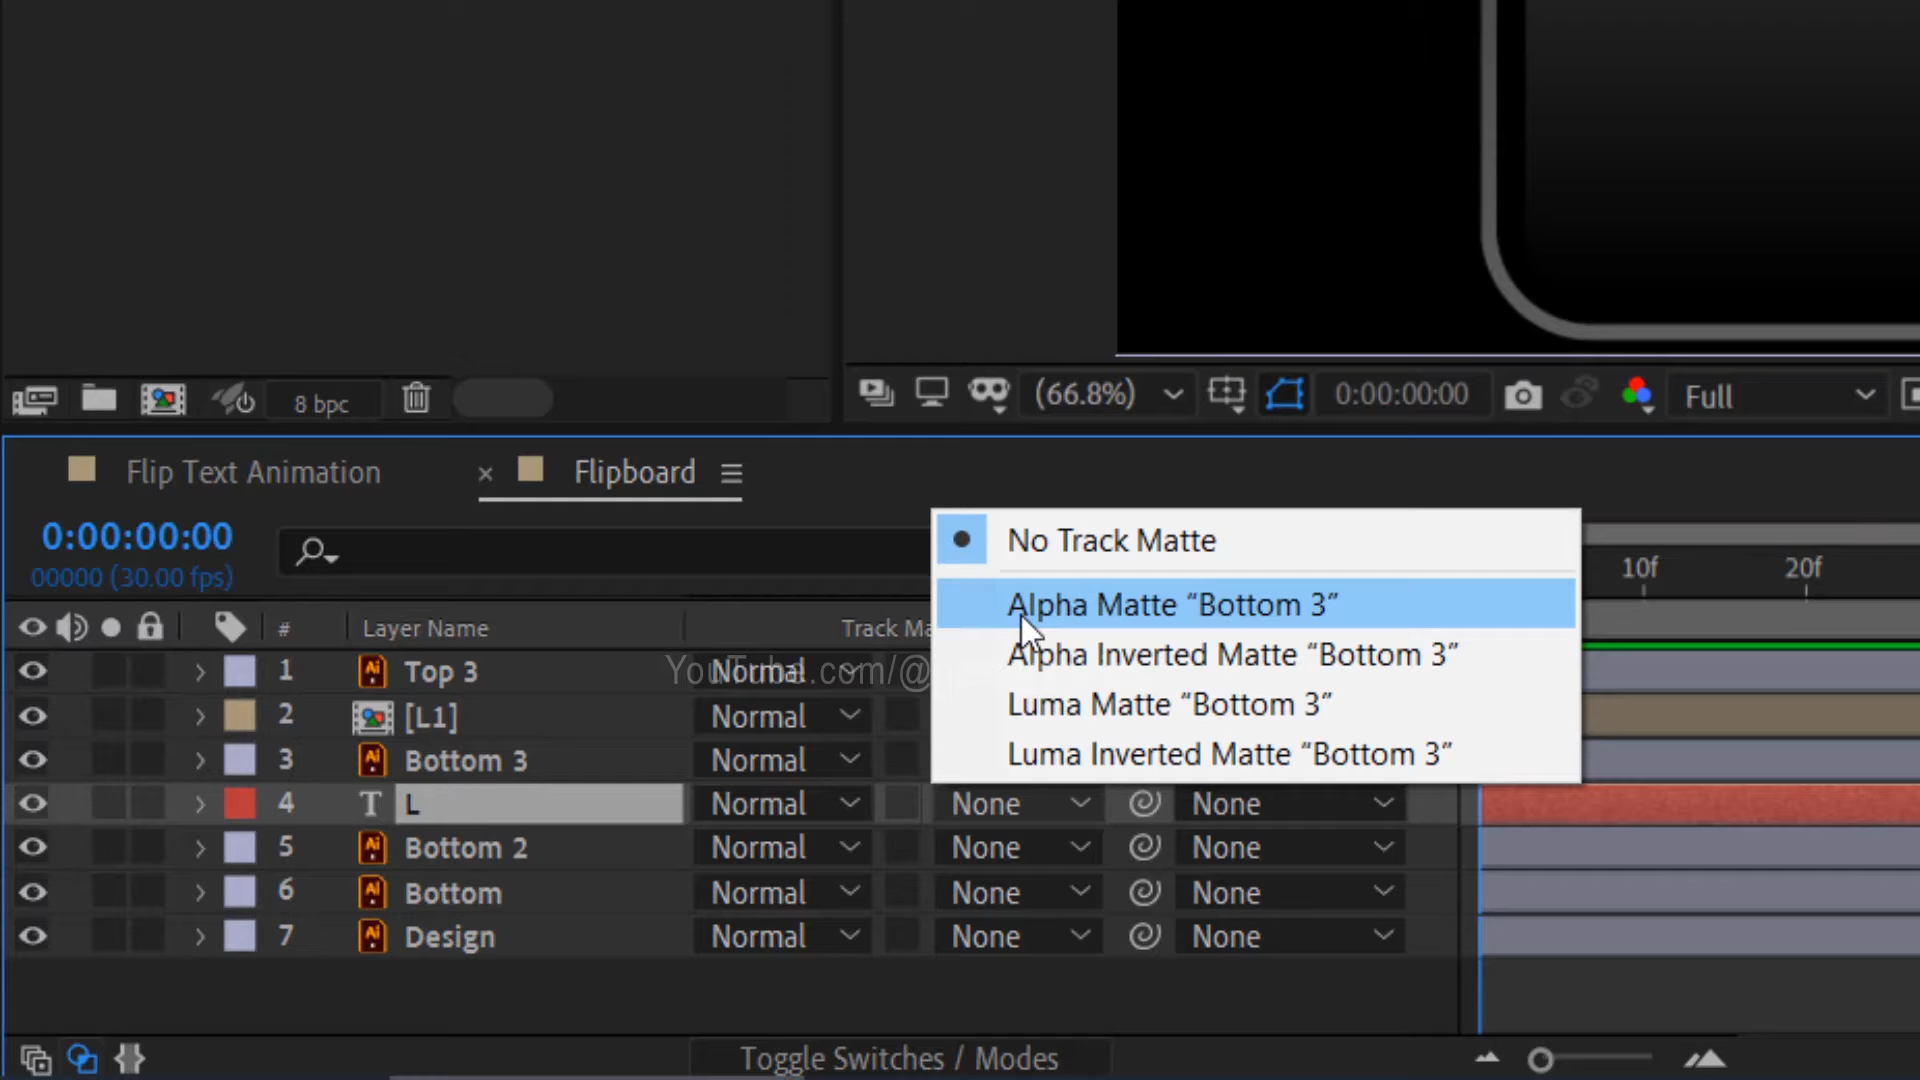 8 bpc
(66.8%) 0:00:00:00 Full
Flip Text Animation × Flipboard
0:00:00:00
00000 (30.00 fps)
No Track Matte
Alpha Matte “Bottom 3”
Alpha Inverted Matte “Bottom 3”
Luma Matte “Bottom 3”
Luma Inverted Matte “Bottom 3”
10f 20f
# Layer Name Track
1 Top 3 Normal
YouTube.com/@
2 [L1] Normal
3 Bottom 3 Normal
4 T L Normal None None
5 Bottom 2 Normal None None
6 Bottom Normal None None
7 Design Normal None None
Toggle Switches / Modes